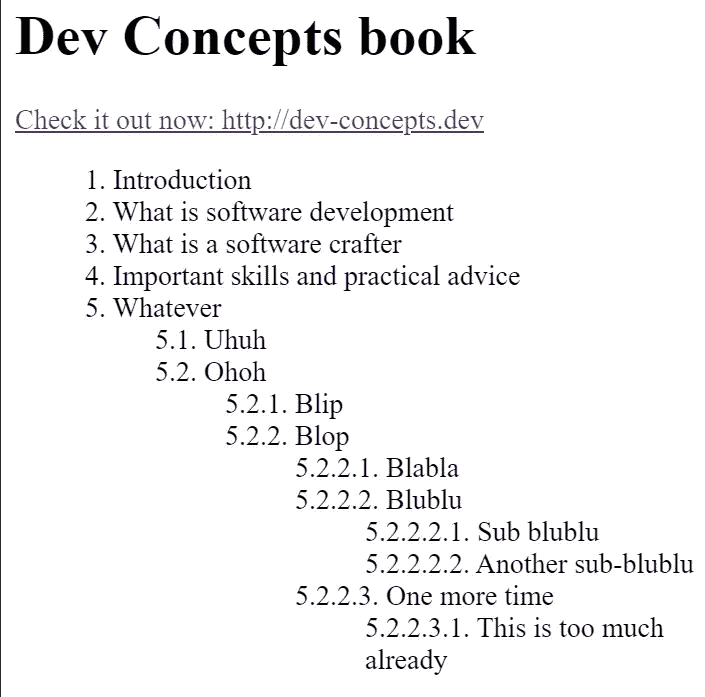 Dev Concepts book
Check it out now: http://dev-concepts.dev
1. Introduction
2. What is software development
3. What is a software crafter
4. Important skills and practical advice
5. Whatever
5.1. Uhuh
5.2. Ohoh
5.2.1. Blip
5.2.2. Blop
5.2.2.1. Blabla
5.2.2.2. Blublu
5.2.2.2.1. Sub blublu
5.2.2.2.2. Another sub-blublu
5.2.2.3. One more time
5.2.2.3.1. This is too much
already